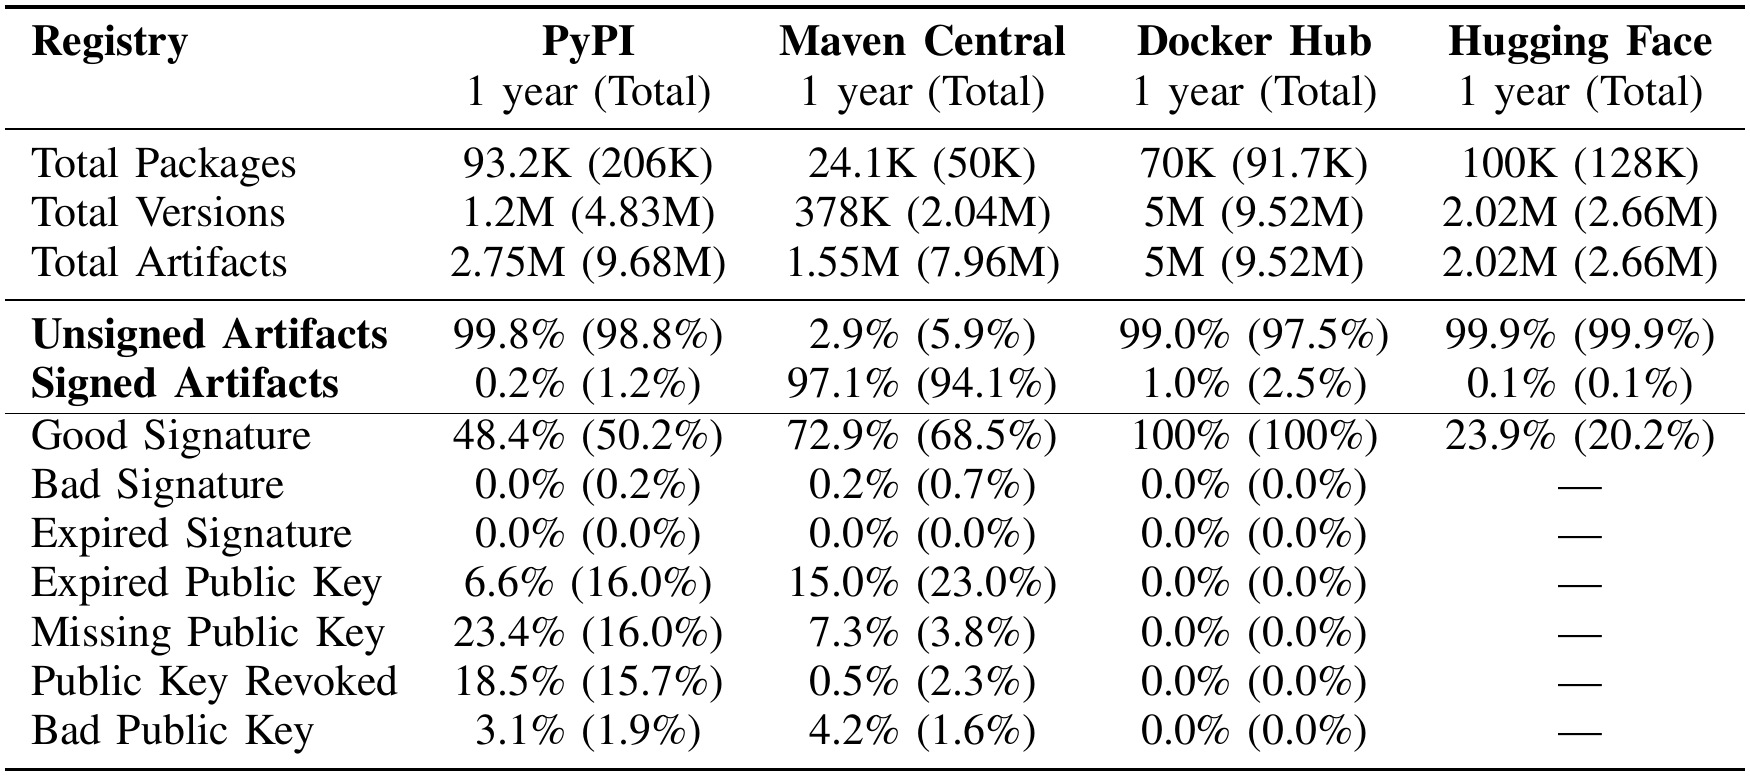 Registry PyPI Maven Central Docker Hub Hugging Face
1 year (Total) 1 year (Total) 1 year (Total) 1 year (Total)
Total Packages 93.2K (206K) 24.1K (50K) 70K (91.7K) 100K (128K)
Total Versions 1.2M (4.83M) 378K (2.04M) 5M (9.52M) 2.02M (2.66M)
Total Artifacts 2.75M (9.68M) 1.55M (7.96M) 5M (9.52M) 2.02M (2.66M)
Unsigned Artifacts 99.8% (98.8%) 2.9% (5.9%) 99.0% (97.5%) 99.9% (99.9%)
Signed Artifacts 0.2% (1.2%) 97.1% (94.1%) 1.0% (2.5%) 0.1% (0.1%)
Good Signature 48.4% (50.2%) 72.9% (68.5%) 100% (100%) 23.9% (20.2%)
Bad Signature 0.0% (0.2%) 0.2% (0.7%) 0.0% (0.0%) —
Expired Signature 0.0% (0.0%) 0.0% (0.0%) 0.0% (0.0%) —
Expired Public Key 6.6% (16.0%) 15.0% (23.0%) 0.0% (0.0%) —
Missing Public Key 23.4% (16.0%) 7.3% (3.8%) 0.0% (0.0%) —
Public Key Revoked 18.5% (15.7%) 0.5% (2.3%) 0.0% (0.0%) —
Bad Public Key 3.1% (1.9%) 4.2% (1.6%) 0.0% (0.0%) —